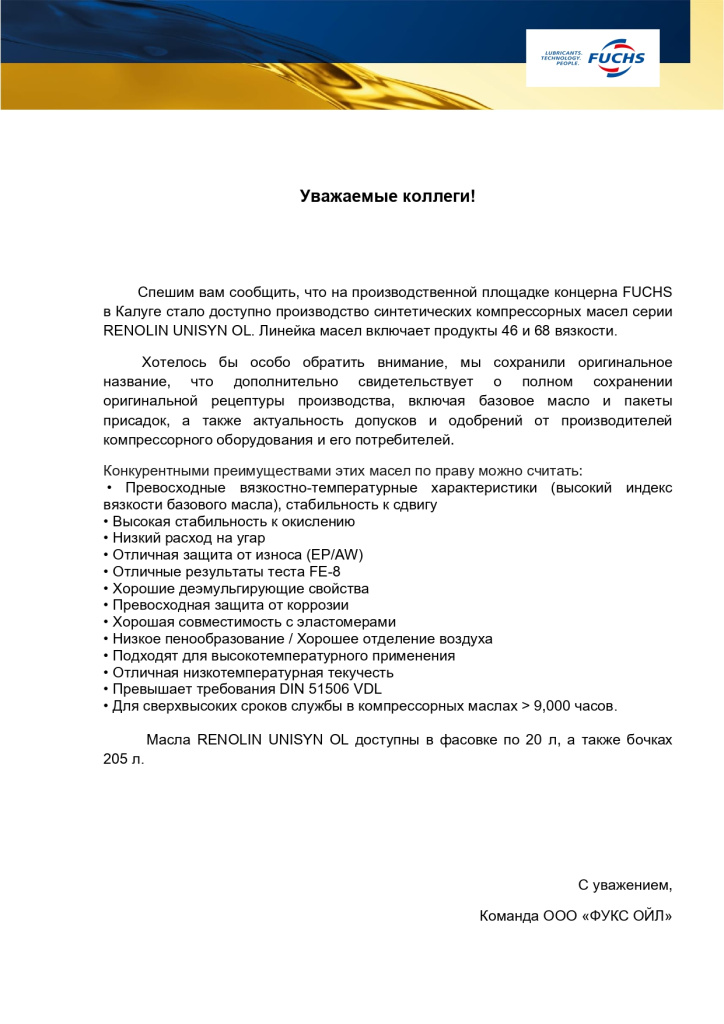 LUBRICANTS.
TECHNOLOGY.
PEOPLE.
FUCHS
Уважаемые коллеги!
Спешим вам сообщить, что на производственной площадке концерна FUCHS
в Калуге стало доступно производство синтетических компрессорных масел серии
RENOLIN UNISYN OL. Линейка масел включает продукты 46 и 68 вязкости.
Хотелось бы особо обратить внимание, мы сохранили оригинальное
название, что дополнительно свидетельствует о полном сохранении
оригинальной рецептуры производства, включая базовое масло и пакеты
присадок, а также актуальность допусков и одобрений от производителей
компрессорного оборудования и его потребителей.
Конкурентными преимуществами этих масел по праву можно считать:
• Превосходные вязкостно-температурные характеристики (высокий индекс
вязкости базового масла), стабильность к сдвигу
• Высокая стабильность к окислению
• Низкий расход на угар
• Отличная защита от износа (EP/AW)
• Отличные результаты теста FE-8
• Хорошие деэмульгирующие свойства
• Превосходная защита от коррозии
• Хорошая совместимость с эластомерами
• Низкое пенообразование / Хорошее отделение воздуха
• Подходят для высокотемпературного применения
• Отличная низкотемпературная текучесть
• Превышает требования DIN 51506 VDL
• Для сверхвысоких сроков службы в компрессорных маслах > 9,000 часов.
Масла RENOLIN UNISYN OL доступны в фасовке по 20 л, а также бочках
205 л.
С уважением,
Команда ООО «ФУКС ОЙЛ»